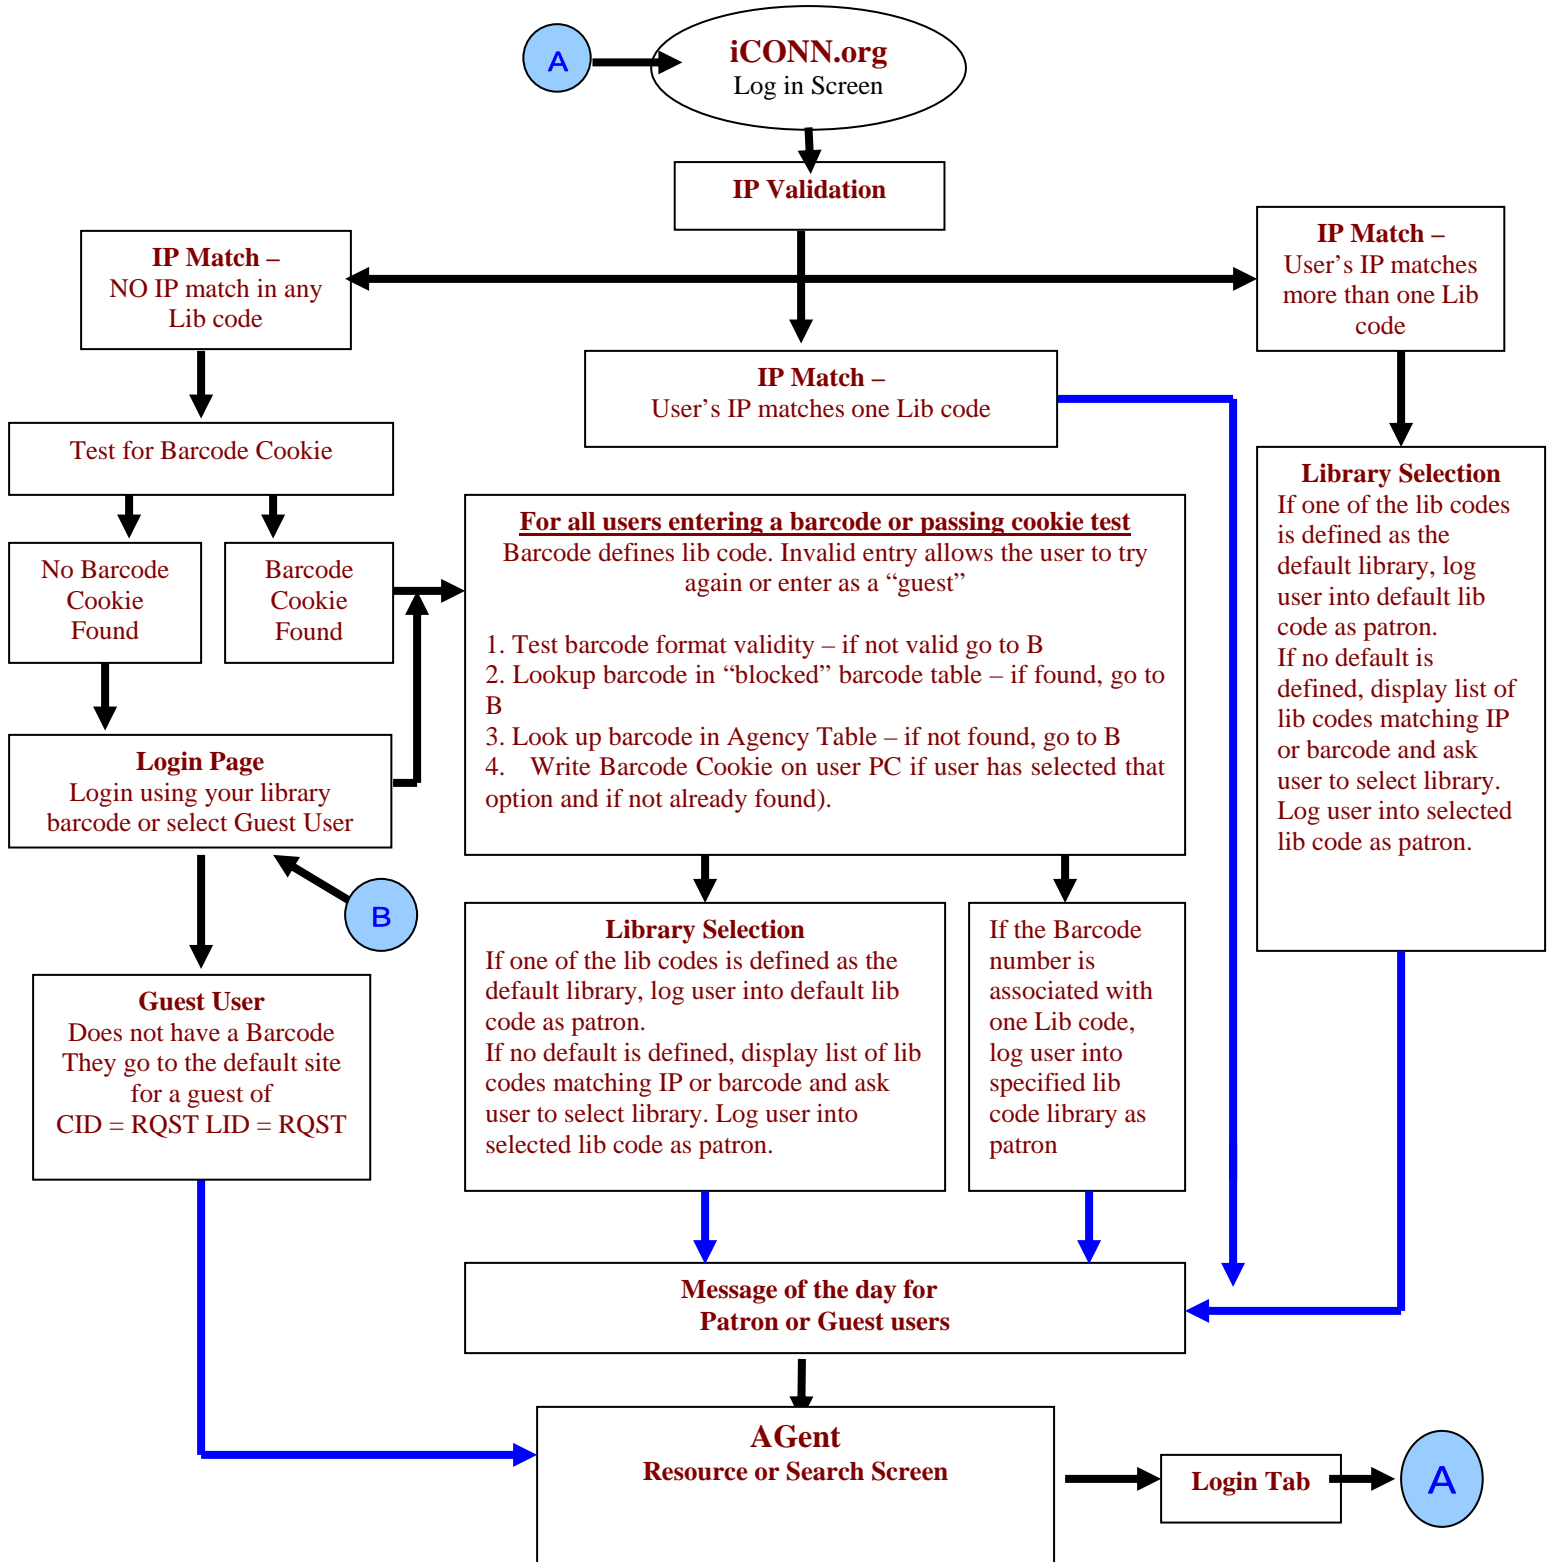 A
iCONN.org
Log in Screen
IP Validation
IP Match –
NO IP match in any
Lib code
IP Match –
User’s IP matches
more than one Lib
code
IP Match –
User’s IP matches one Lib code
Test for Barcode Cookie
No Barcode
Cookie
Found
Barcode
Cookie
Found
For all users entering a barcode or passing cookie test
Barcode defines lib code. Invalid entry allows the user to try
again or enter as a “guest”
1. Test barcode format validity – if not valid go to B
2. Lookup barcode in “blocked” barcode table – if found, go to
B
3. Look up barcode in Agency Table – if not found, go to B
4. Write Barcode Cookie on user PC if user has selected that
option and if not already found).
Library Selection
If one of the lib codes
is defined as the
default library, log
user into default lib
code as patron.
If no default is
defined, display list of
lib codes matching IP
or barcode and ask
user to select library.
Log user into selected
lib code as patron.
Login Page
Login using your library
barcode or select Guest User
B
Guest User
Does not have a Barcode
They go to the default site
for a guest of
CID = RQST LID = RQST
Library Selection
If one of the lib codes is defined as the
default library, log user into default lib
code as patron.
If no default is defined, display list of lib
codes matching IP or barcode and ask
user to select library. Log user into
selected lib code as patron.
If the Barcode
number is
associated with
one Lib code,
log user into
specified lib
code library as
patron
Message of the day for
Patron or Guest users
AGent
Resource or Search Screen
Login Tab
A